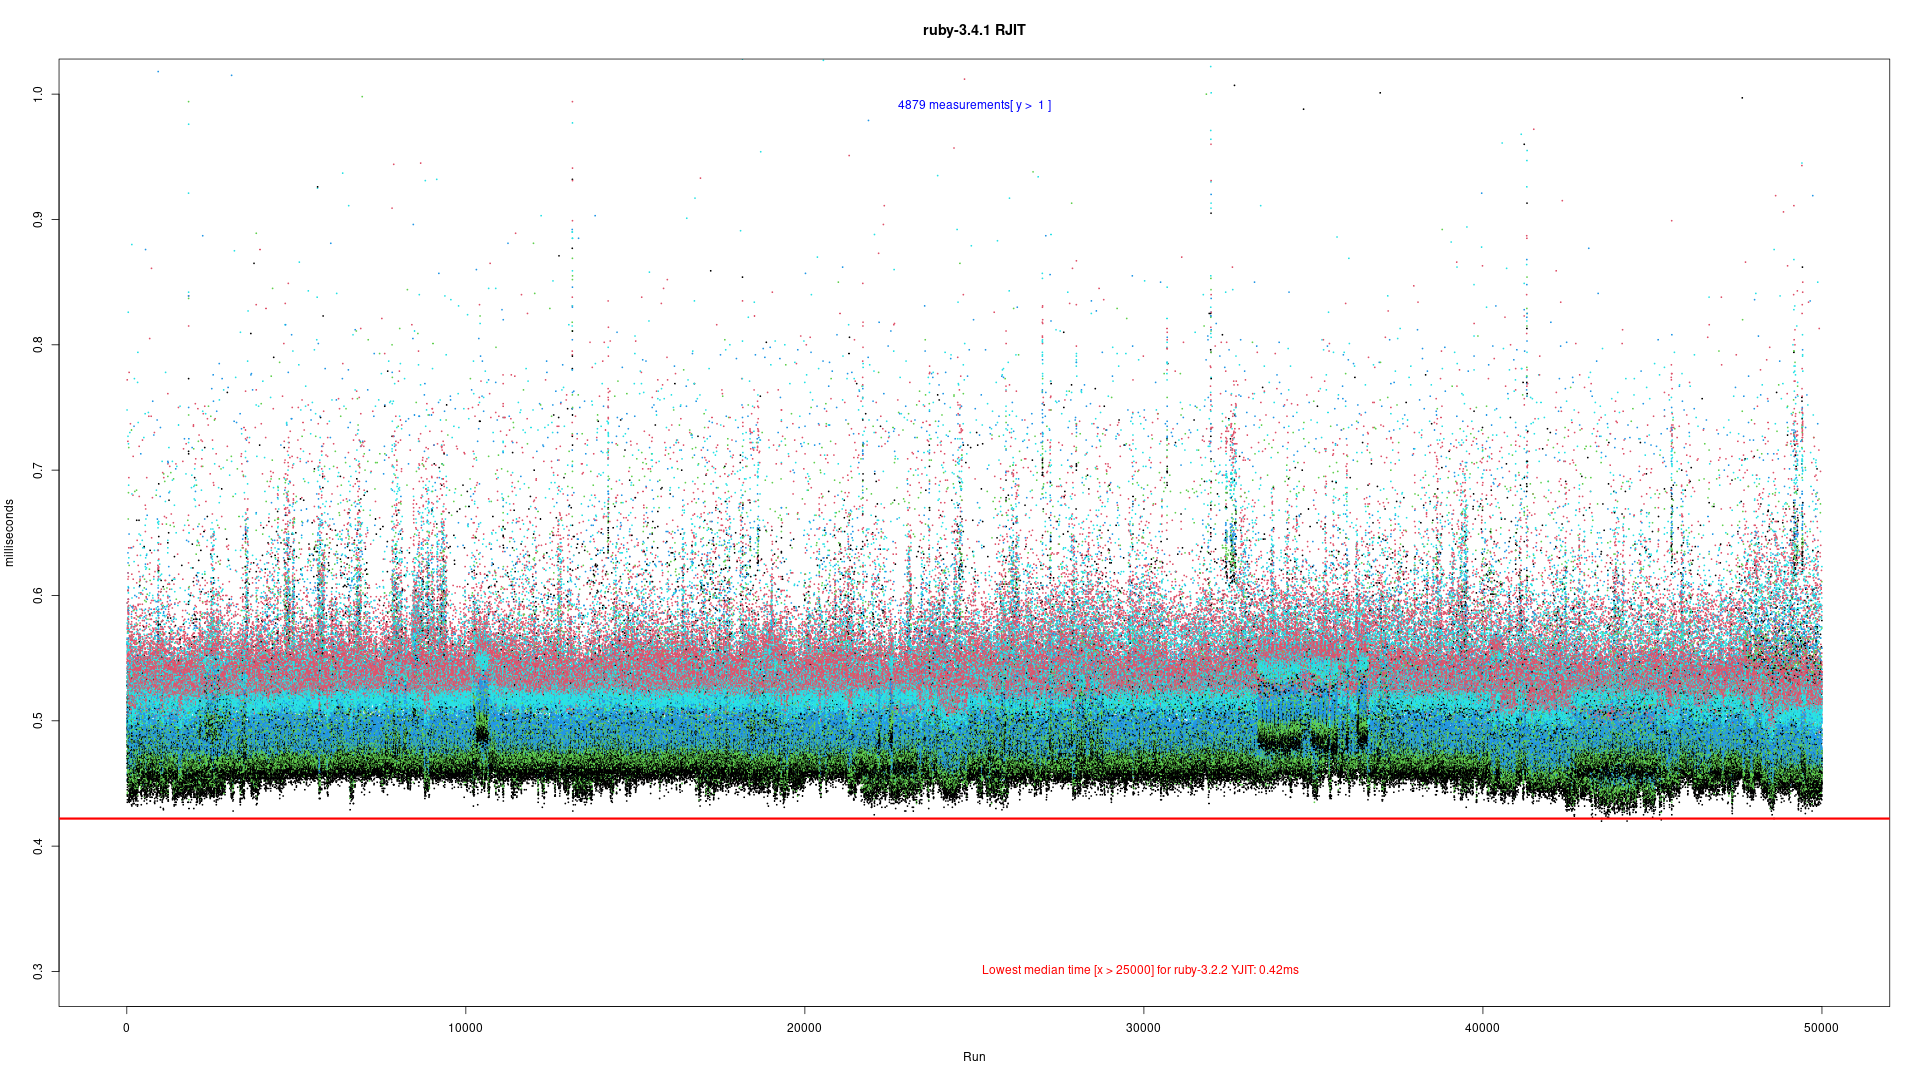 ruby-3.4.1 RJIT
4879 measurements[ y >  1 ]
milliseconds
1.0
0.9
0.8
0.7
0.6
0.5
0.4
0.3
Lowest median time [x > 25000] for ruby-3.2.2 YJIT: 0.42ms
0 10000 20000 30000 40000 50000
Run